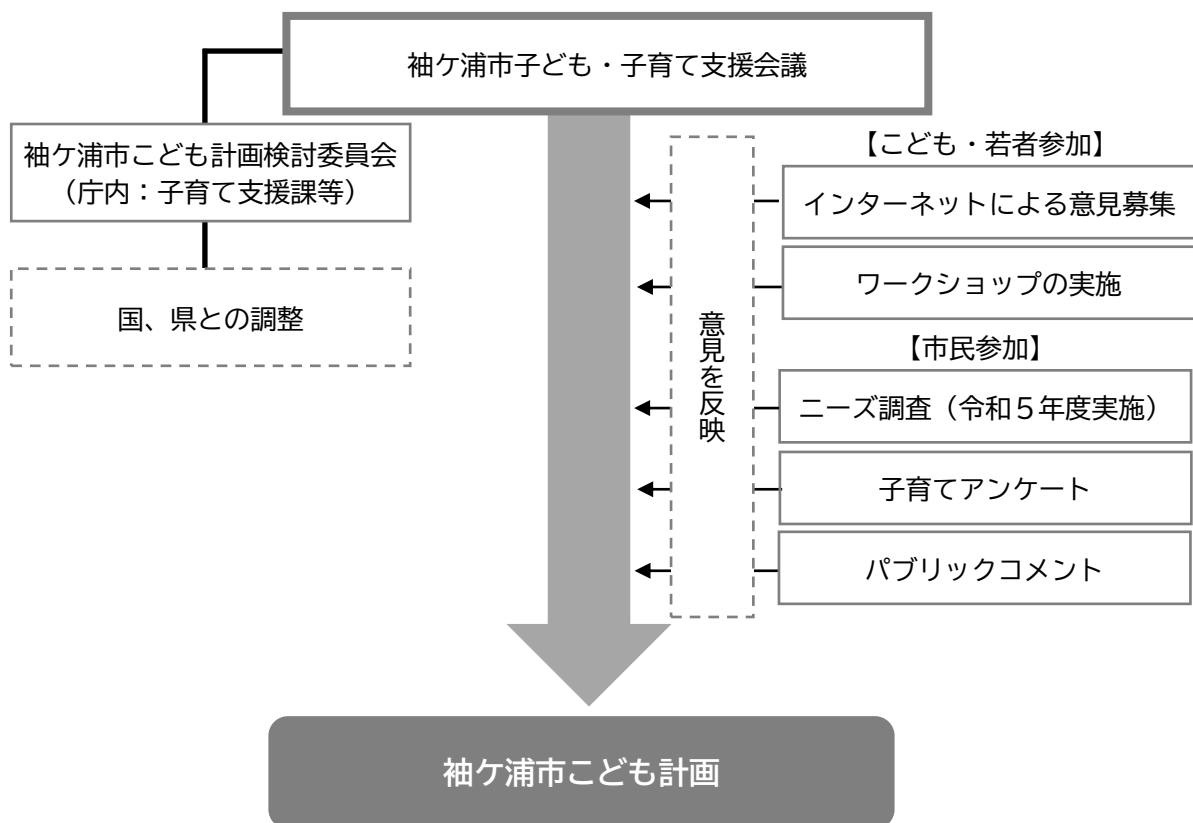 袖ケ浦市子ども・子育て支援会議
袖ケ浦市こども計画検討委員会
（庁内：子育て支援課等）
国、県との調整
意見を反映
【こども・若者参加】
インターネットによる意見募集
ワークショップの実施
【市民参加】
ニーズ調査（令和５年度実施）
子育てアンケート
パブリックコメント
袖ケ浦市こども計画